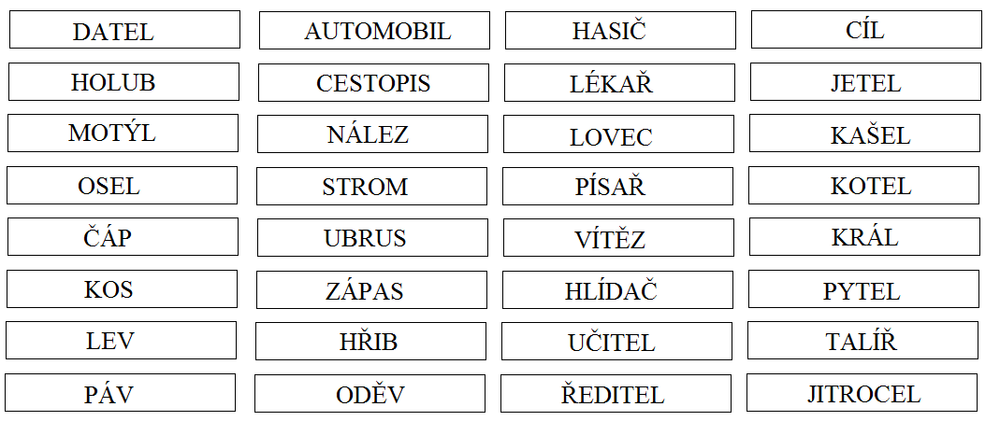 DATEL AUTOMOBIL HASIČ CÍL
HOLUB CESTOPIS LÉKAŘ JETEL
MOTÝL NÁLEZ LOVEC KAŠEL
OSEL STROM PÍSAŘ KOTEL
ČÁP UBRUS VÍTĚZ KRÁL
KOS ZÁPAS HLÍDAČ PYTEL
LEV HŘIB UČITEL TALÍŘ
PÁV ODĚV ŘEDITEL JITROCEL